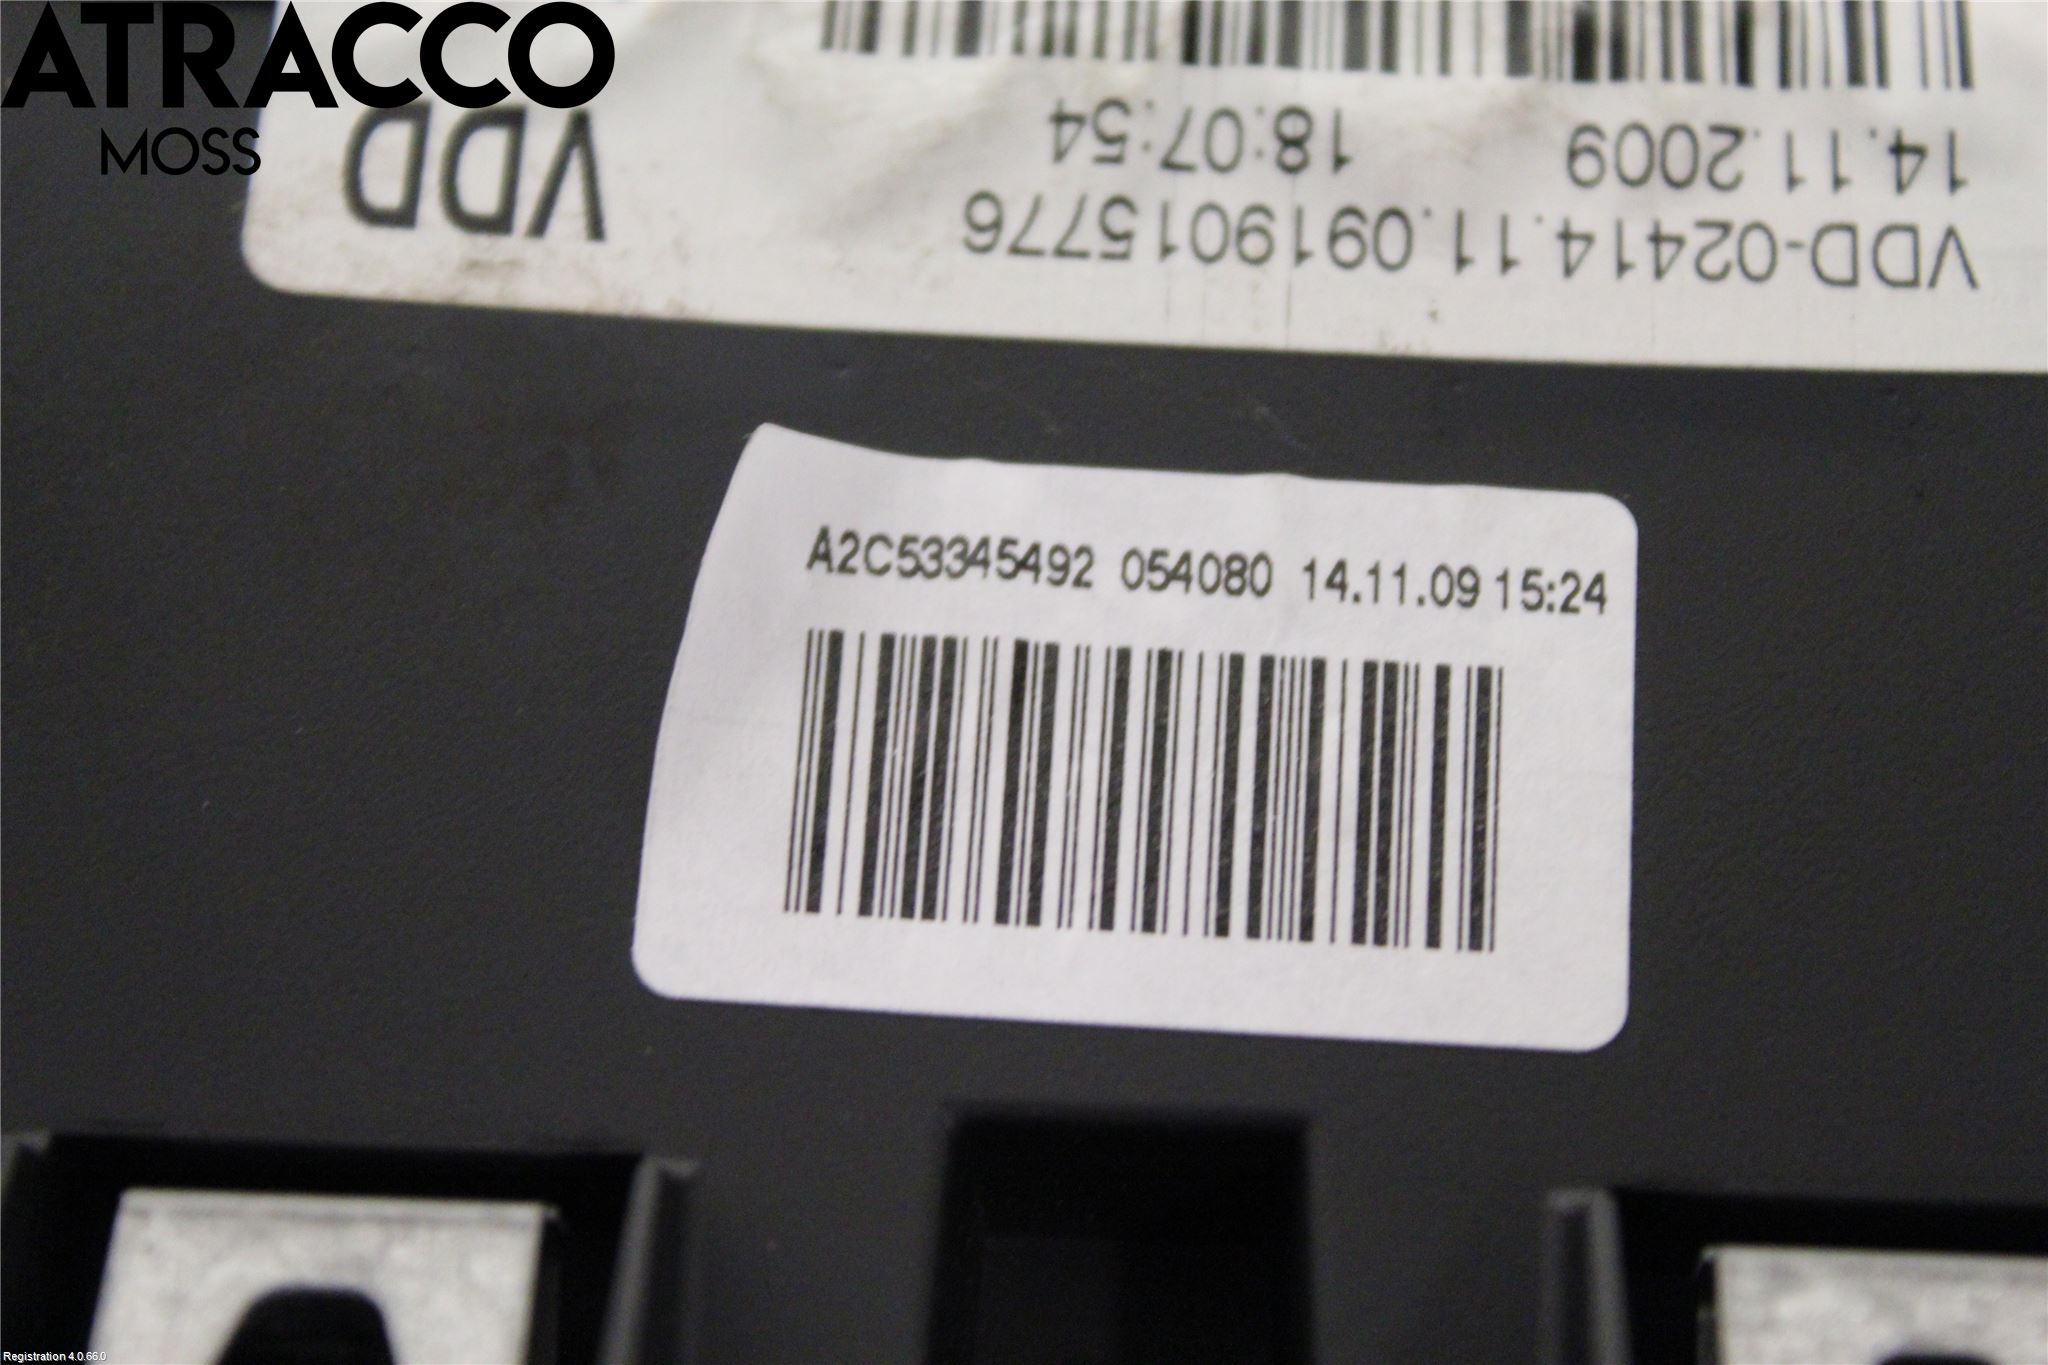 ATRACCO
MOSS
VDD
14.11.2009 18:07:54
VDD-02414.11.0919015776
A2C53345492 054080 14.11.09 15:24
Registration 4.0.66.0